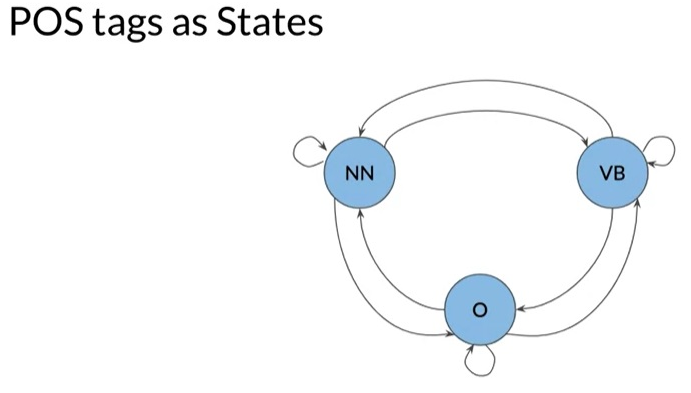 POS tags as States
NN
VB
O